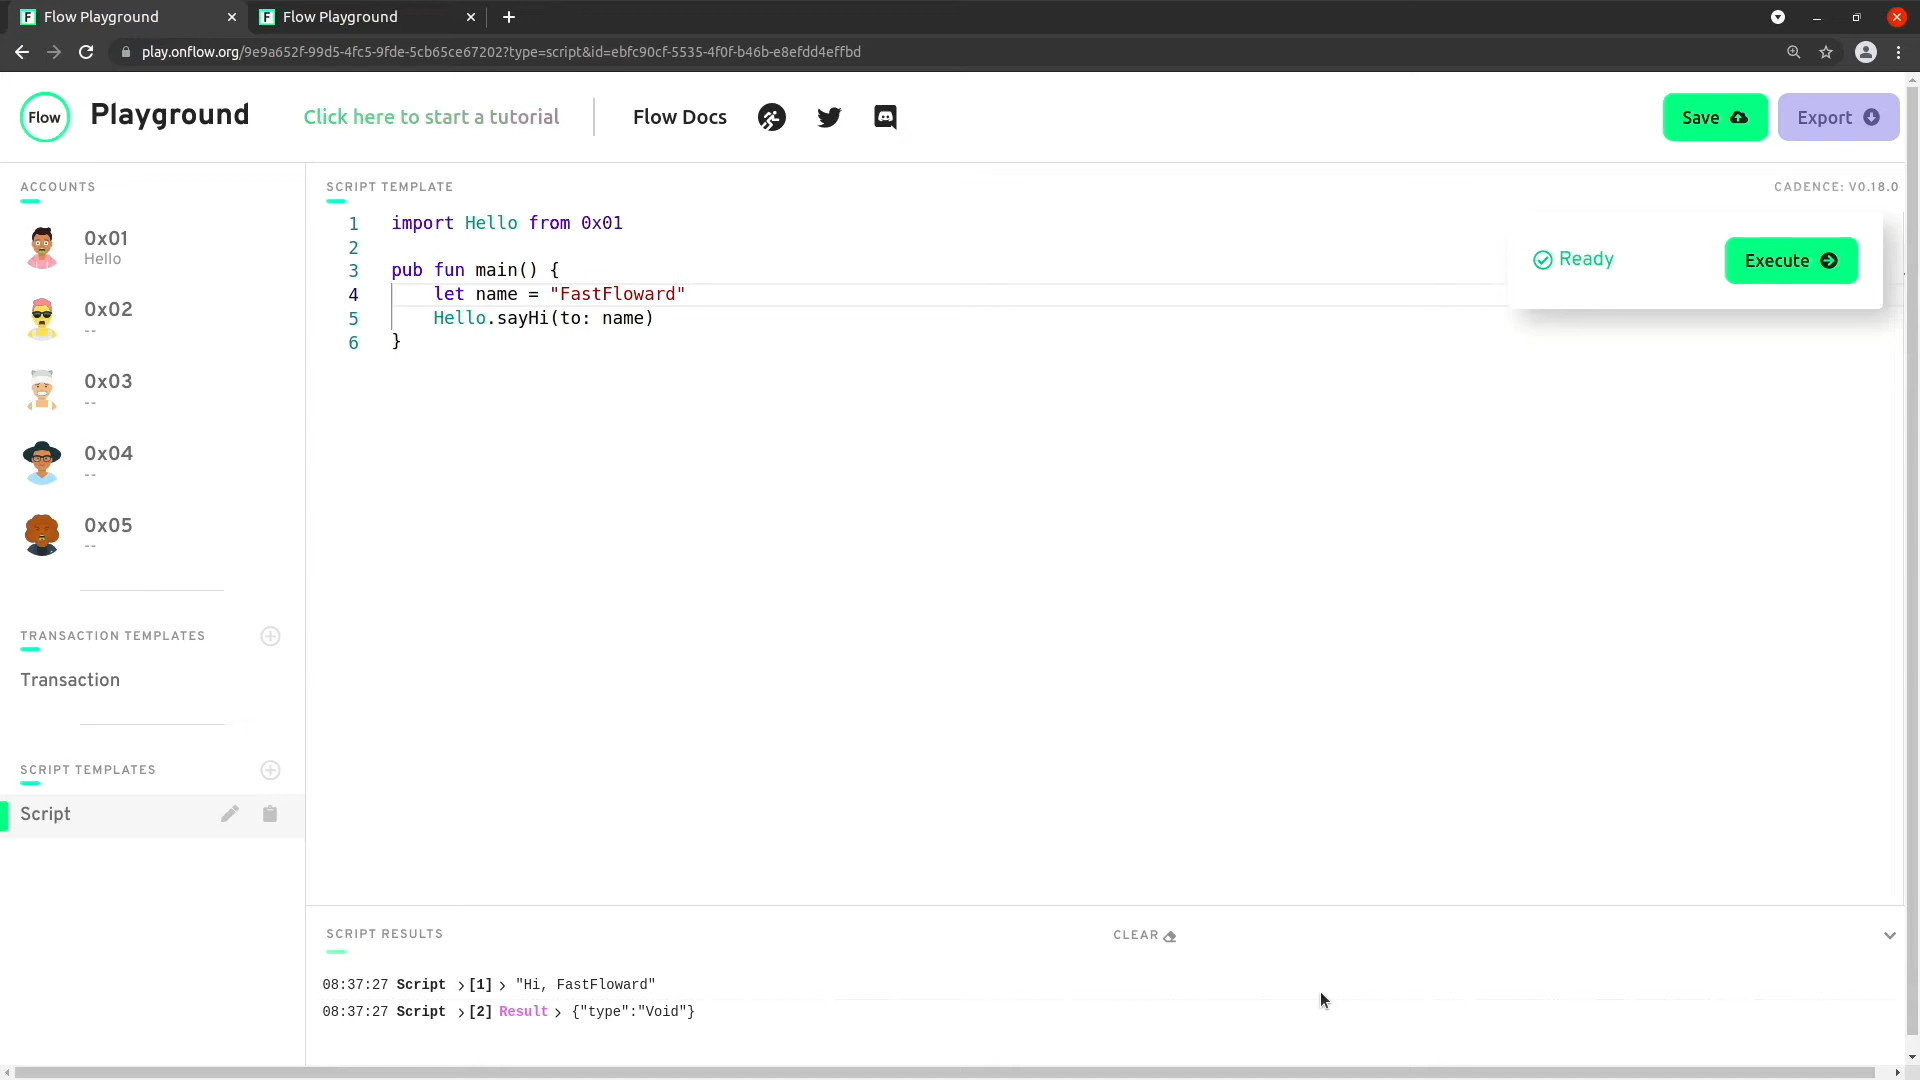 Flow Playground
Flow Playground
play.onflow.org/9e9a652f-99d5-4fc5-9fde-5cb65ce67202?type=script&id=ebfc90cf-5535-4f0f-b46b-e8efdd4effbd
Flow
Playground
Click here to start a tutorial
Flow Docs
Save
Export
ACCOUNTS
0x01
Hello
0x02
--
0x03
--
0x04
--
0x05
--
TRANSACTION TEMPLATES
Transaction
SCRIPT TEMPLATES
Script
SCRIPT TEMPLATE
CADENCE: V0.18.0
1 import Hello from 0x01
2
3 pub fun main() {
4 let name = "FastFloward"
5 Hello.sayHi(to: name)
6 }
Ready
Execute
SCRIPT RESULTS
CLEAR
08:37:27 Script > [1] > "Hi, FastFloward"
08:37:27 Script > [2] Result > {"type":"Void"}